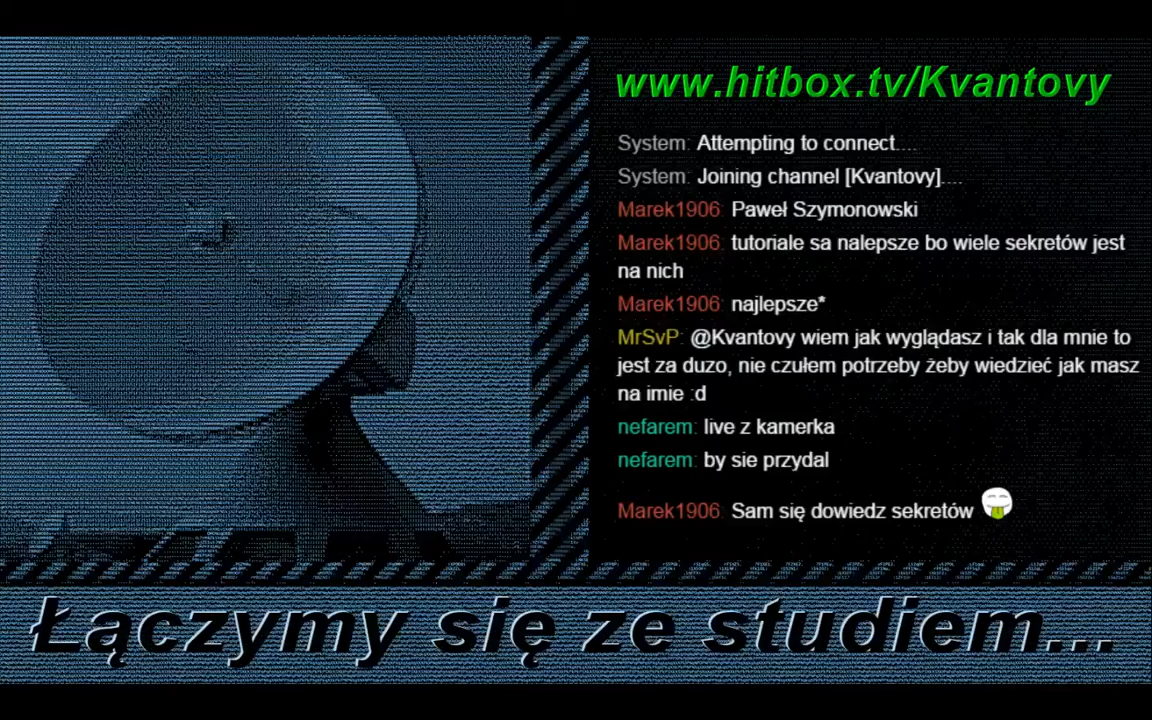 www.hitbox.tv/Kvantovy
System: Attempting to connect....
System: Joining channel [Kvantovy]....
Marek1906: Paweł Szymonowski
Marek1906: tutoriale sa nalepsze bo wiele sekretów jest
na nich
Marek1906: najlepsze*
MrSvP: @Kvantovy wiem jak wyglądasz i tak dla mnie to
jest za duzo, nie czułem potrzeby żeby wiedzieć jak masz
na imie :d
nefarem: live z kamerka
nefarem: by sie przydal
Marek1906: Sam się dowiedz sekretów
Łączymy się ze studiem...